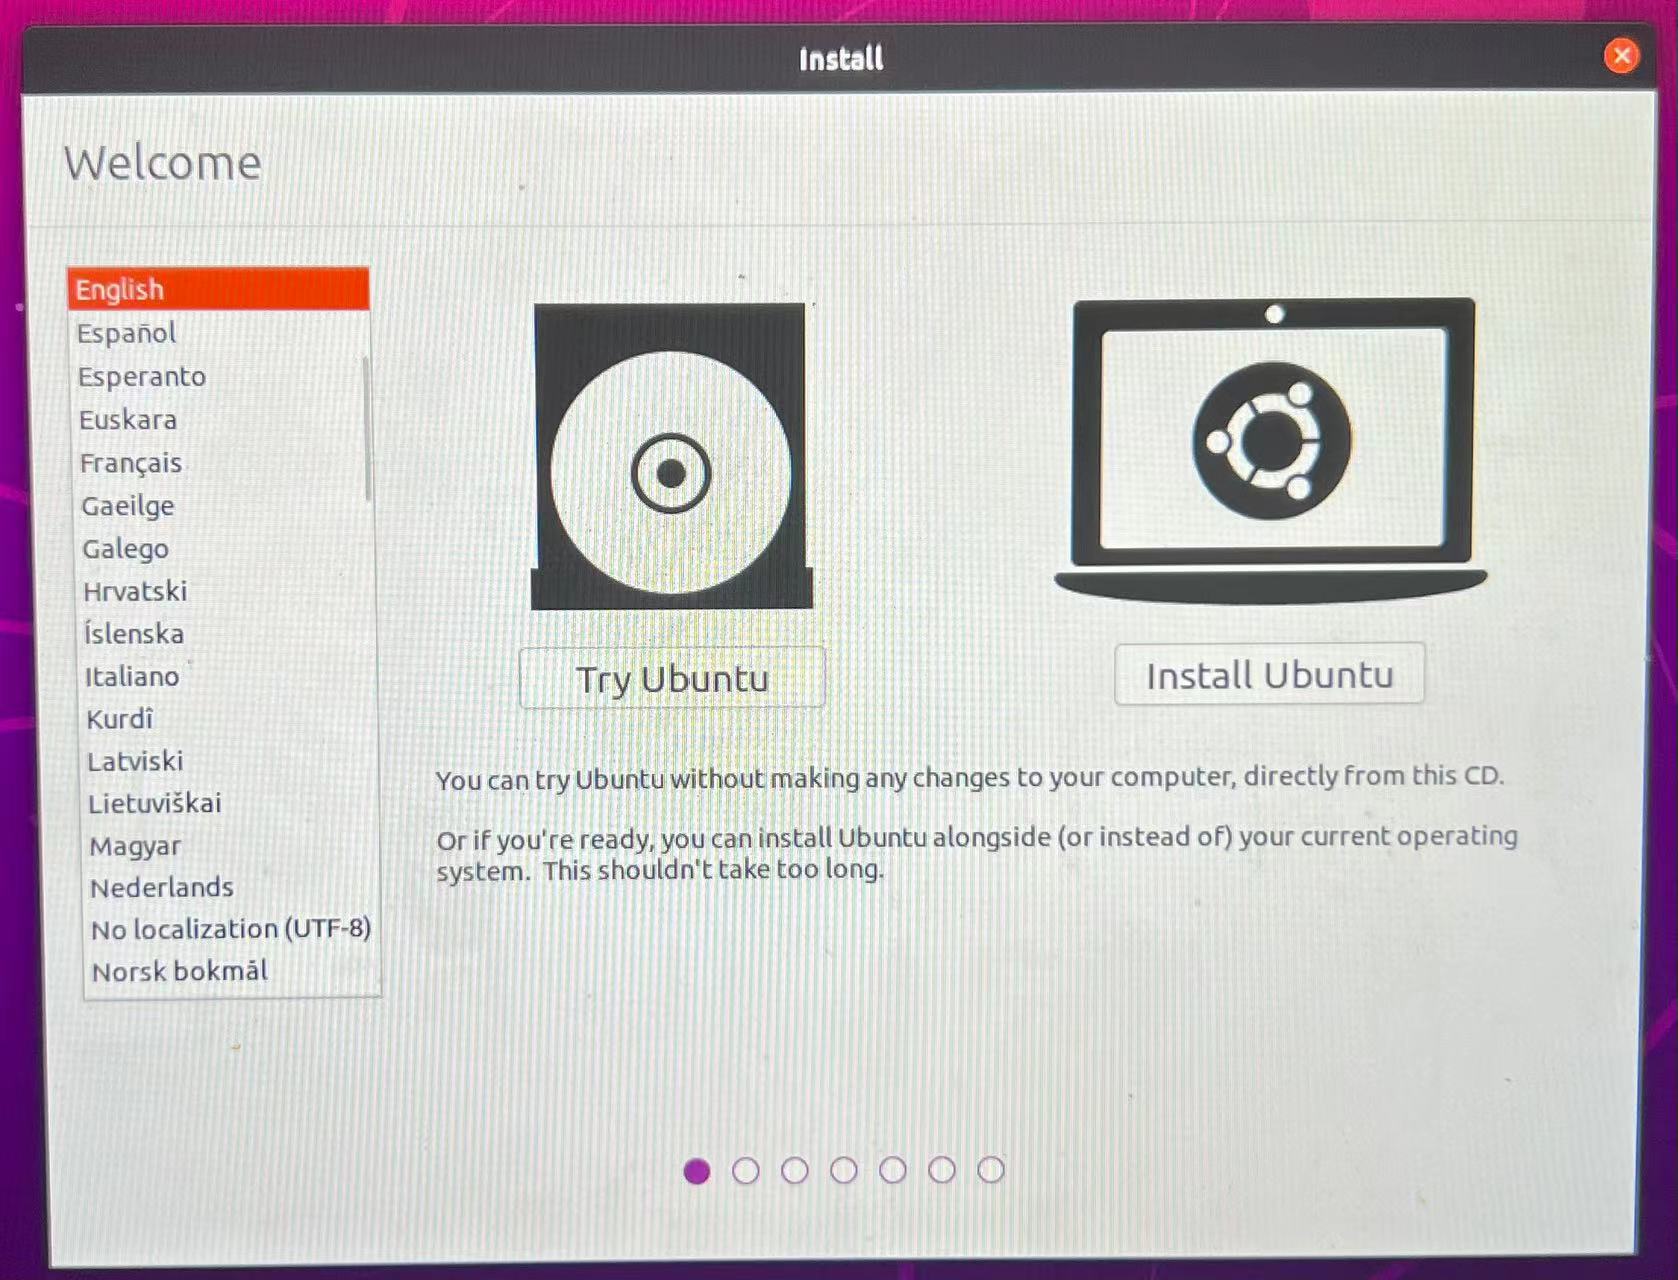 Install
Welcome
English
Español
Esperanto
Euskara
Français
Gaeilge
Galego
Hrvatski
Íslenska
Italiano
Kurdî
Latviski
Lietuviškai
Magyar
Nederlands
No localization (UTF-8)
Norsk bokmål
Try Ubuntu
Install Ubuntu
You can try Ubuntu without making any changes to your computer, directly from this CD.
Or if you're ready, you can install Ubuntu alongside (or instead of) your current operating
system. This shouldn't take too long.